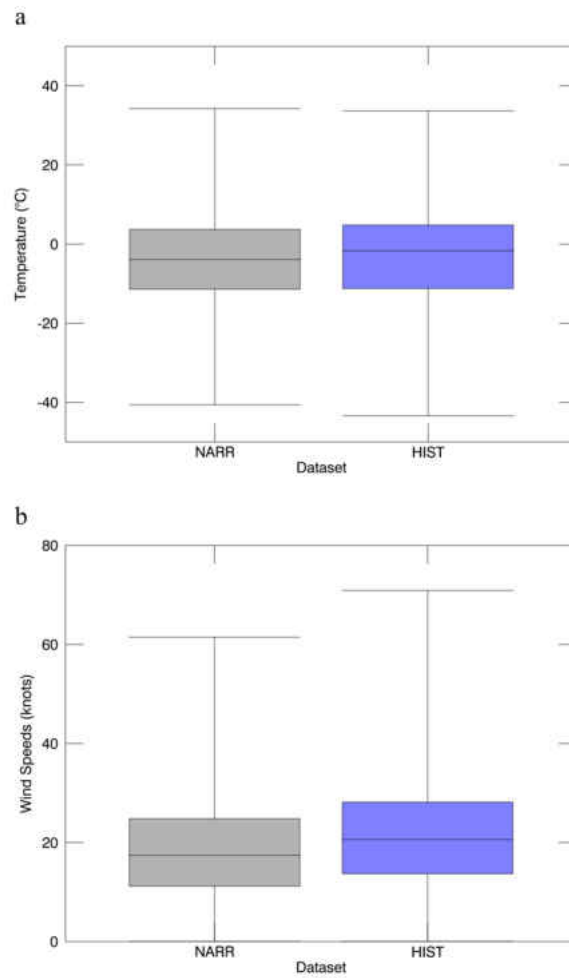 a
40
20
0
-20
-40
Temperature (°C)
NARR HIST
Dataset
b
80
60
40
20
0
Wind Speeds (knots)
NARR HIST
Dataset